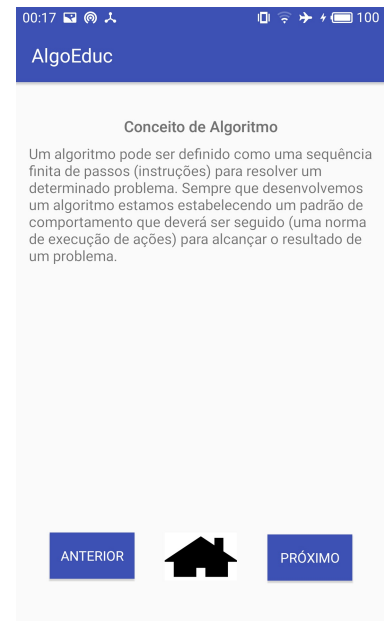 00:17 100
AlgoEduc
Conceito de Algoritmo
Um algoritmo pode ser definido como uma sequência
finita de passos (instruções) para resolver um
determinado problema. Sempre que desenvolvemos
um algoritmo estamos estabelecendo um padrão de
comportamento que deverá ser seguido (uma norma
de execução de ações) para alcançar o resultado de
um problema.
ANTERIOR PRÓXIMO